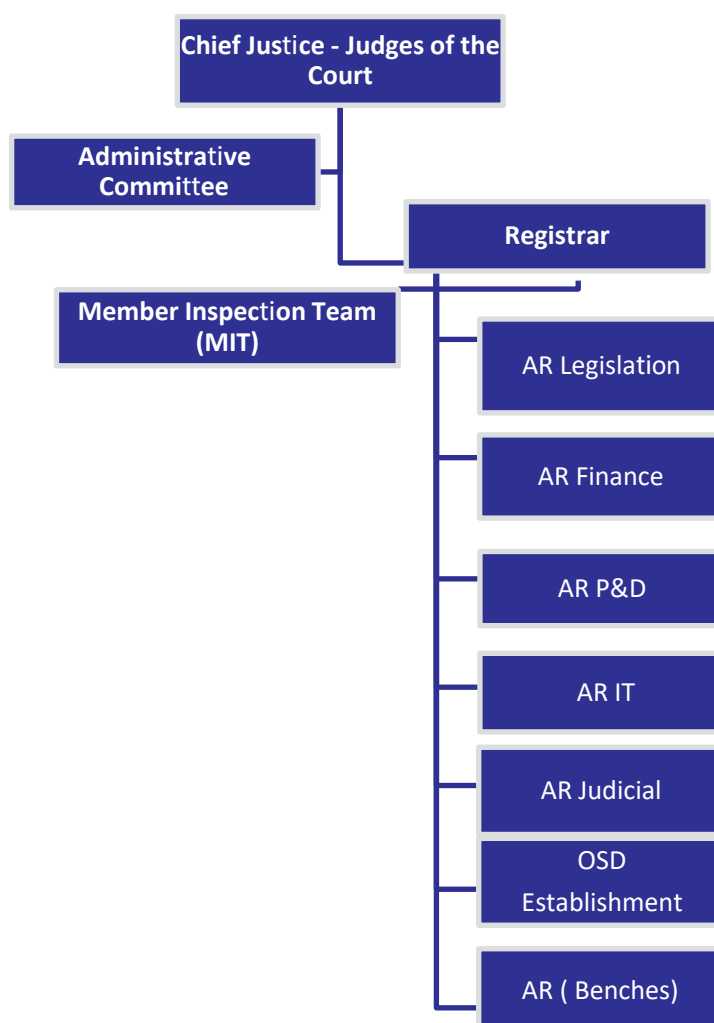 Chief Justice - Judges of the
Court
Administrative
Committee
Registrar
Member Inspection Team
(MIT)
AR Legislation
AR Finance
AR P&D
AR IT
AR Judicial
OSD
Establishment
AR ( Benches)